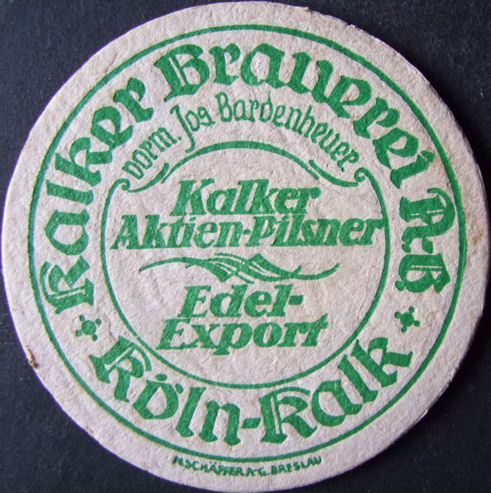 Kalker Brauerei A.G.
vorm. Jos. Bardenheuer
Kalker
Aktien-Pilsner
Edel-
Export
Köln-Kalk
H. SCHÄFFER A.-G. BRESLAU